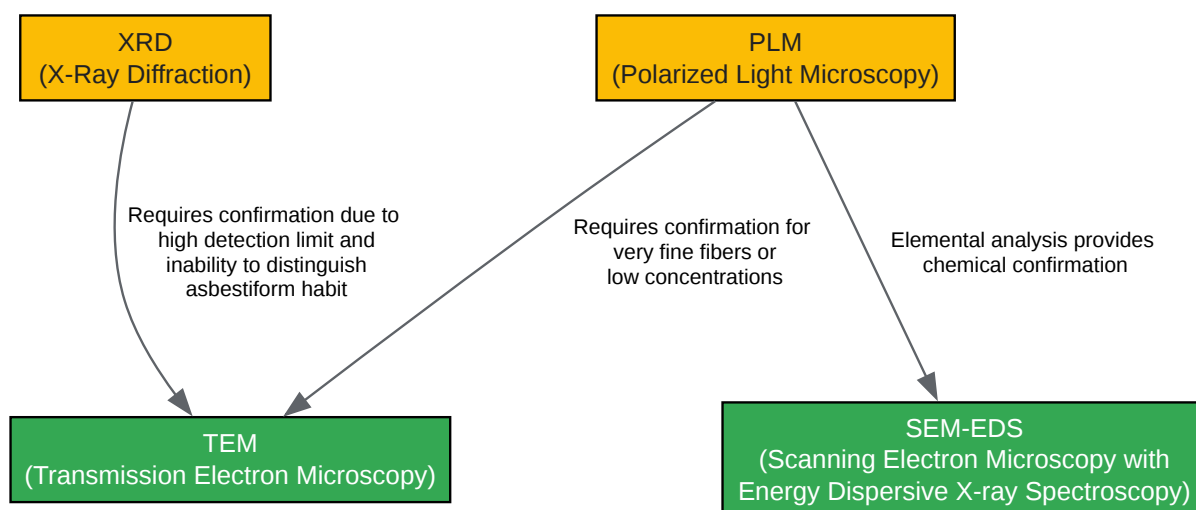 XRD
(X-Ray Diffraction)
PLM
(Polarized Light Microscopy)
Requires confirmation due to
high detection limit and
inability to distinguish
asbestiform habit
Requires confirmation for
very fine fibers or
low concentrations
Elemental analysis provides
chemical confirmation
TEM
(Transmission Electron Microscopy)
SEM-EDS
(Scanning Electron Microscopy with
Energy Dispersive X-ray Spectroscopy)